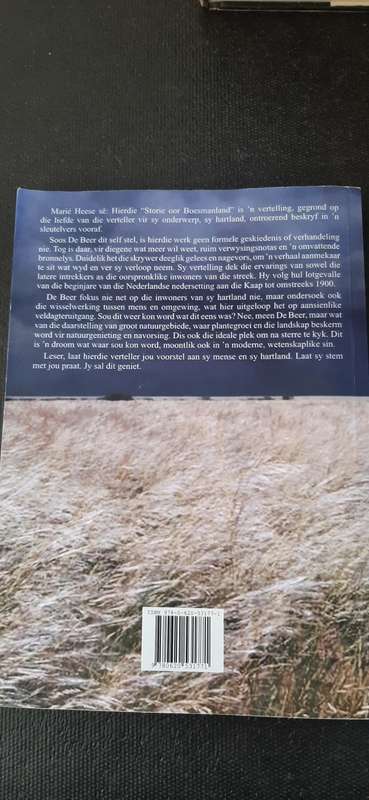 Marié Heese sê: Hierdie "Storie oor Boesmanland" is 'n vertelling, gegrond op
die liefde van die verteller vir sy onderwerp, sy hartland, ontroerend beskryf in 'n
sleutelvers vooraf.
Soos De Beer dit self stel, is hierdie werk geen formele geskiedenis of verhandeling
nie. Tog is daar, vir diegene wat meer wil weet, ruim verwysingsnotas en 'n omvattende
bronnelys. Duidelik het die skrywer deeglik gelees en nagevors, om 'n verhaal aanmekaar
te sit wat wyd en ver sy verloop neem. Sy vertelling dek die ervarings van sowel die
latere intrekkers as die oorspronklike inwoners van die streek. Hy volg hul lotgevalle
van die beginjare van die Nederlandse nedersetting aan die Kaap tot omstreeks 1900.
De Beer fokus nie net op die inwoners van sy hartland nie, maar ondersoek ook
die wisselwerking tussen mens en omgewing, wat hier uitgeloop het op aansienlike
veldagteruitgang. Sou dit weer kon word wat dit eens was? Nee, meen De Beer, maar wat
van die daarstelling van groot natuurgebiede, waar plantegroei en die landskap beskerm
word vir natuurgenieting en navorsing. Dis ook die ideale plek om na sterre te kyk. Dit
is 'n droom wat waar sou kon word, moontlik ook in 'n moderne, wetenskaplike sin.
Leser, laat hierdie verteller jou voorstel aan sy mense en sy hartland. Laat sy stem
met jou praat. Jy sal dit geniet.
ISBN 978-0-620-53177-1
9 780620 531771